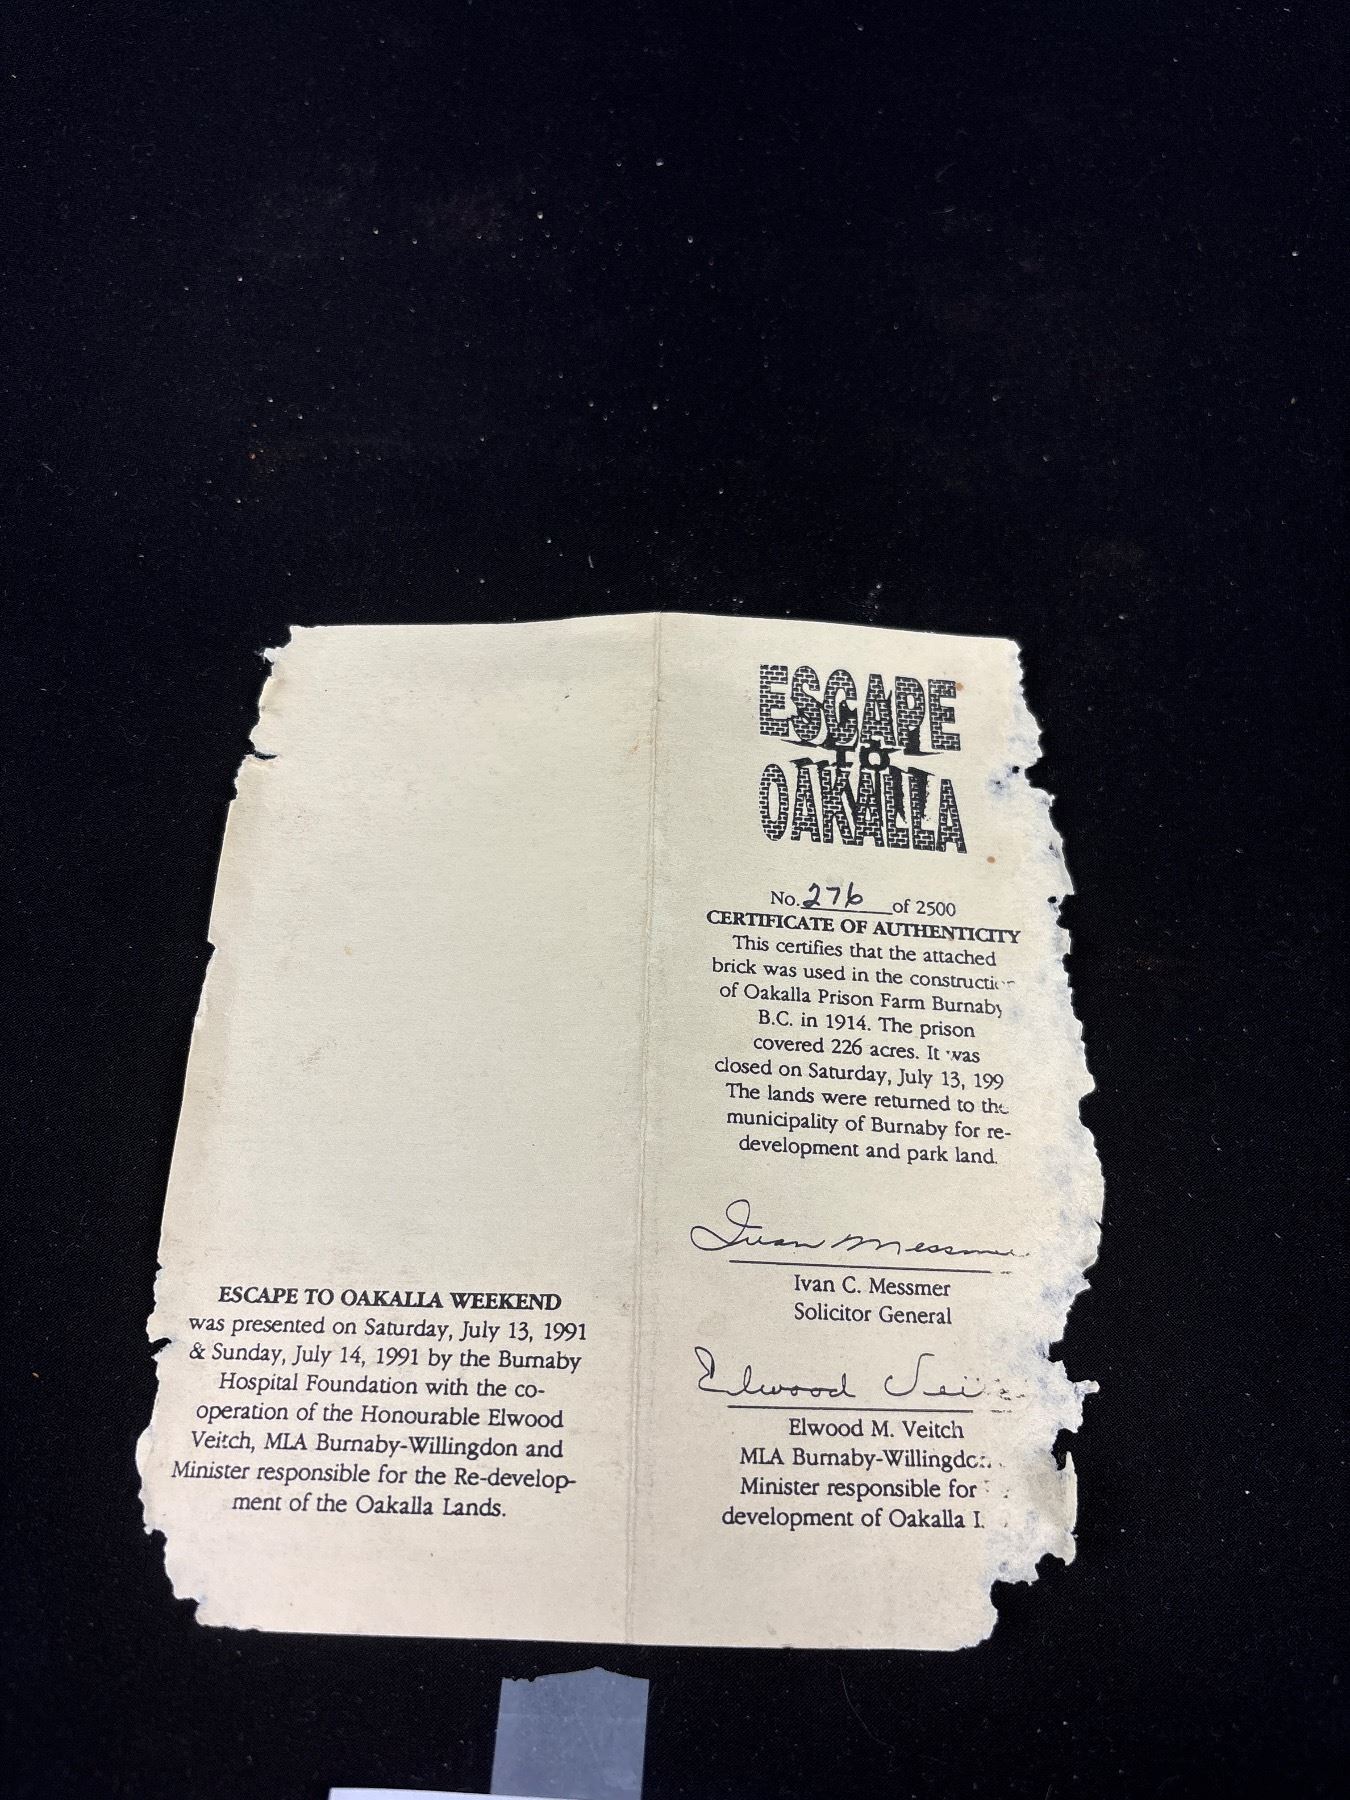 ESCAPE
TO
OAKALLA
No. 276 of 2500
CERTIFICATE OF AUTHENTICITY
This certifies that the attached
brick was used in the constructio
of Oakalla Prison Farm Burnaby
B.C. in 1914. The prison
covered 226 acres. It was
closed on Saturday, July 13, 199
The lands were returned to the
municipality of Burnaby for re-
development and park land.
Ivan Messme
Ivan C. Messmer
Solicitor General
Elwood Vei
Elwood M. Veitch
MLA Burnaby-Willingdo
Minister responsible for
development of Oakalla
ESCAPE TO OAKALLA WEEKEND
was presented on Saturday, July 13, 1991
& Sunday, July 14, 1991 by the Burnaby
Hospital Foundation with the co-
operation of the Honourable Elwood
Veitch, MLA Burnaby-Willingdon and
Minister responsible for the Re-develop-
ment of the Oakalla Lands.